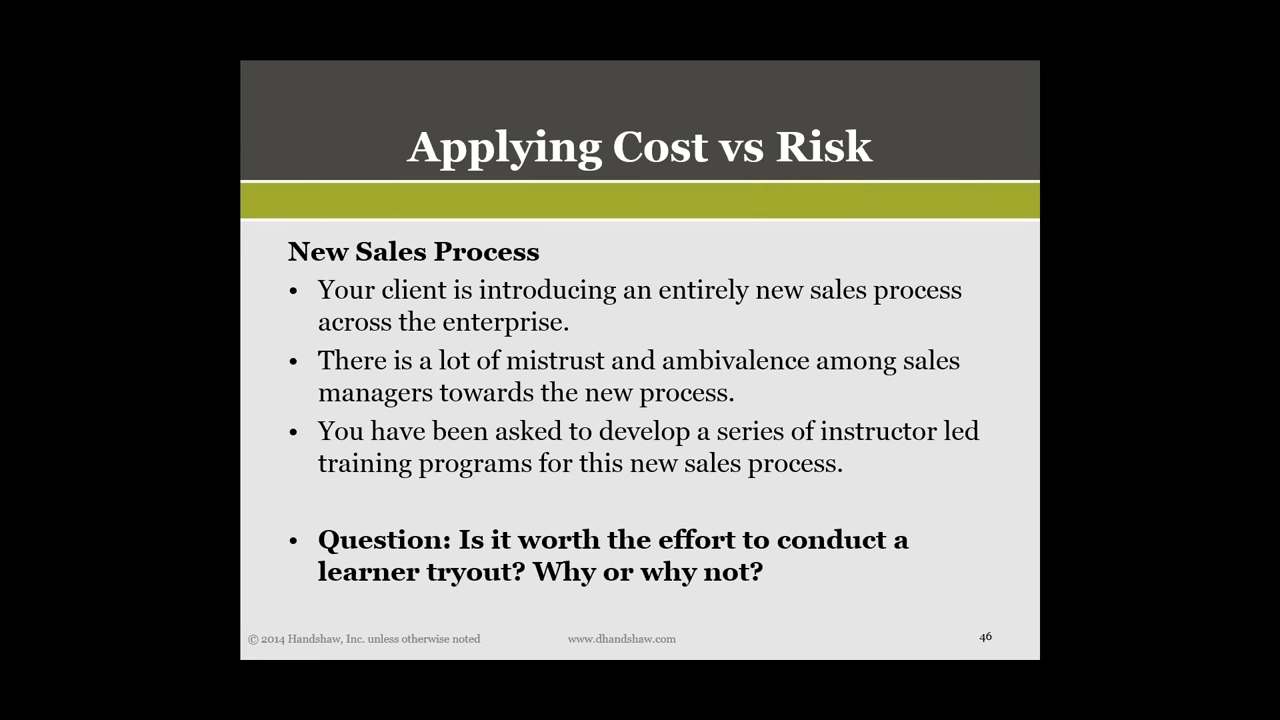 Applying Cost vs Risk
New Sales Process
• Your client is introducing an entirely new sales process
across the enterprise.
• There is a lot of mistrust and ambivalence among sales
managers towards the new process.
• You have been asked to develop a series of instructor led
training programs for this new sales process.
• Question: Is it worth the effort to conduct a
learner tryout? Why or why not?
© 2014 Handshaw, Inc. unless otherwise noted www.dhandshaw.com 46